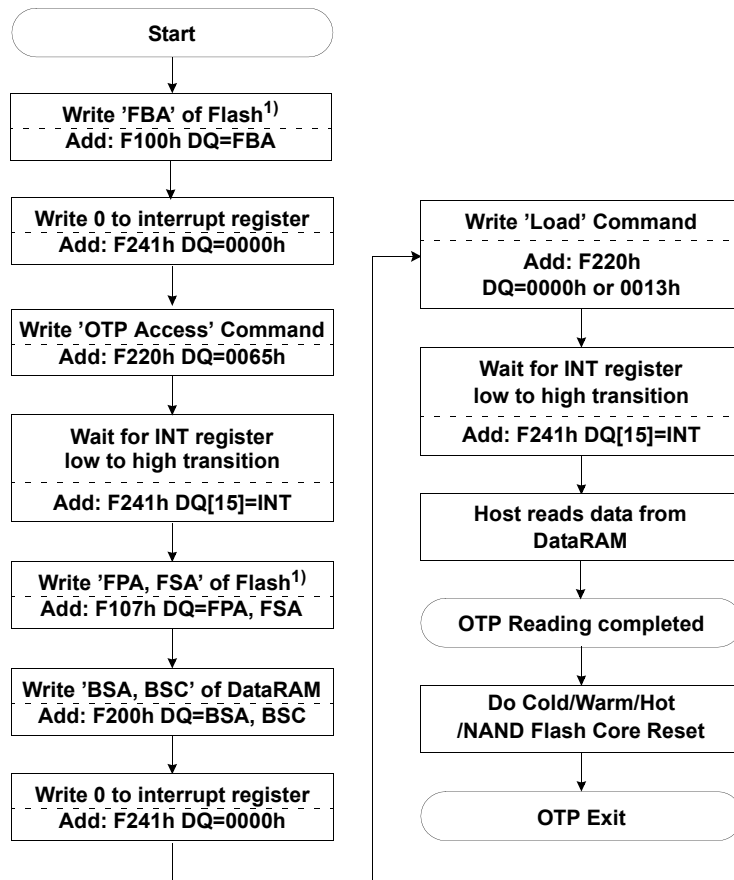 Start
Write 'FBA' of Flash1)
Add: F100h DQ=FBA
Write 0 to interrupt register
Add: F241h DQ=0000h
Write 'OTP Access' Command
Add: F220h DQ=0065h
Wait for INT register
low to high transition
Add: F241h DQ[15]=INT
Write 'FPA, FSA' of Flash1)
Add: F107h DQ=FPA, FSA
Write 'BSA, BSC' of DataRAM
Add: F200h DQ=BSA, BSC
Write 0 to interrupt register
Add: F241h DQ=0000h
Write 'Load' Command
Add: F220h
DQ=0000h or 0013h
Wait for INT register
low to high transition
Add: F241h DQ[15]=INT
Host reads data from
DataRAM
OTP Reading completed
Do Cold/Warm/Hot
/NAND Flash Core Reset
OTP Exit